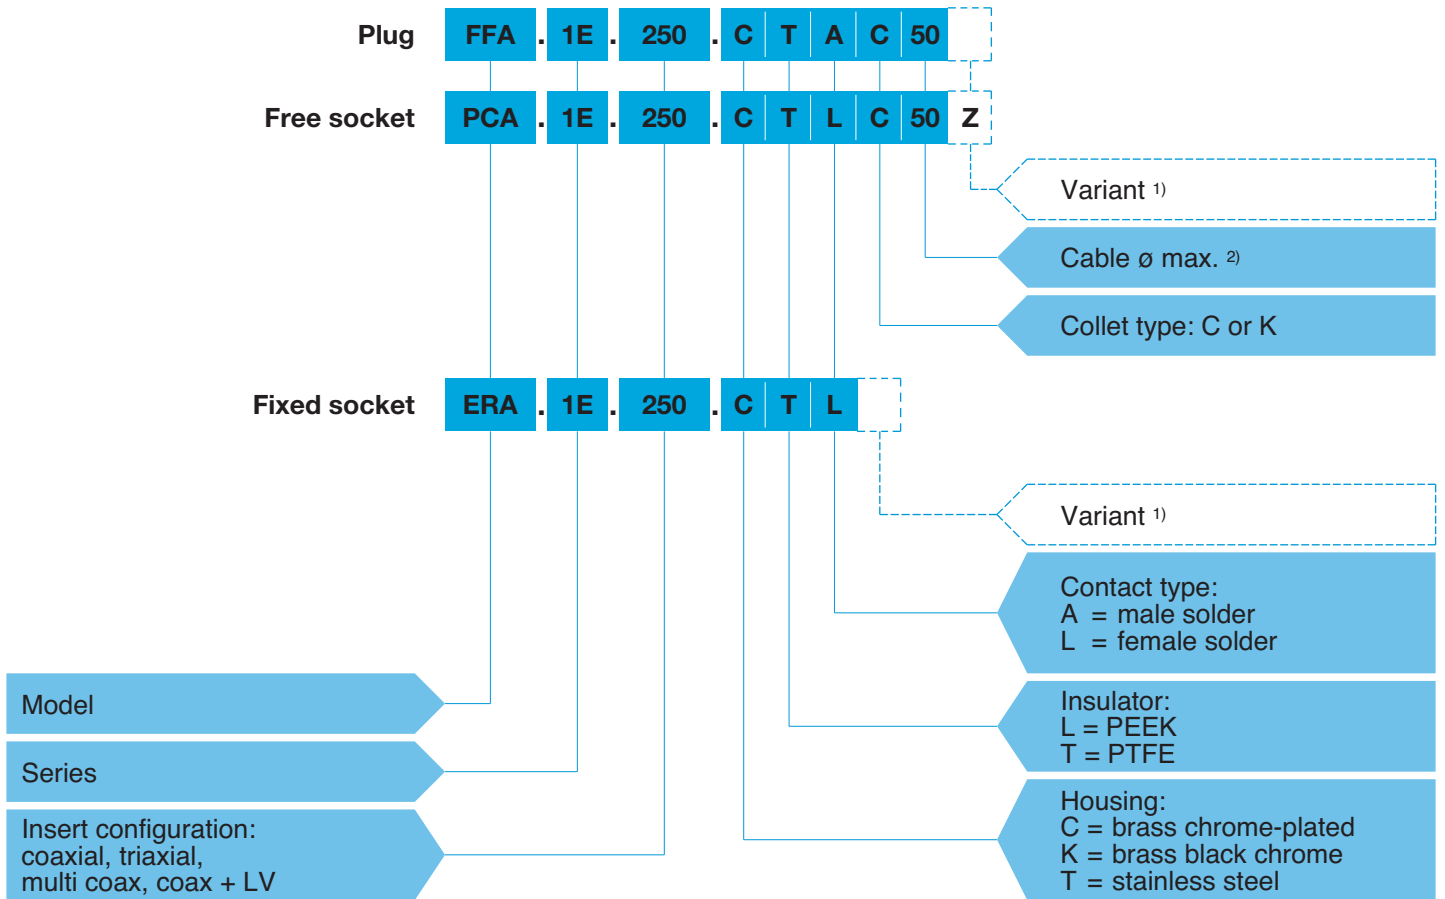 Plug FFA . 1E . 250 . C T A C 50
Free socket PCA . 1E . 250 . C T L C 50 Z
Variant 1)
Cable ø max. 2)
Collet type: C or K
Fixed socket ERA . 1E . 250 . C T L
Variant 1)
Contact type:
A = male solder
L = female solder
Model
Insulator:
L = PEEK
T = PTFE
Series
Housing:
C = brass chrome-plated
K = brass black chrome
T = stainless steel
Insert configuration:
coaxial, triaxial,
multi coax, coax + LV